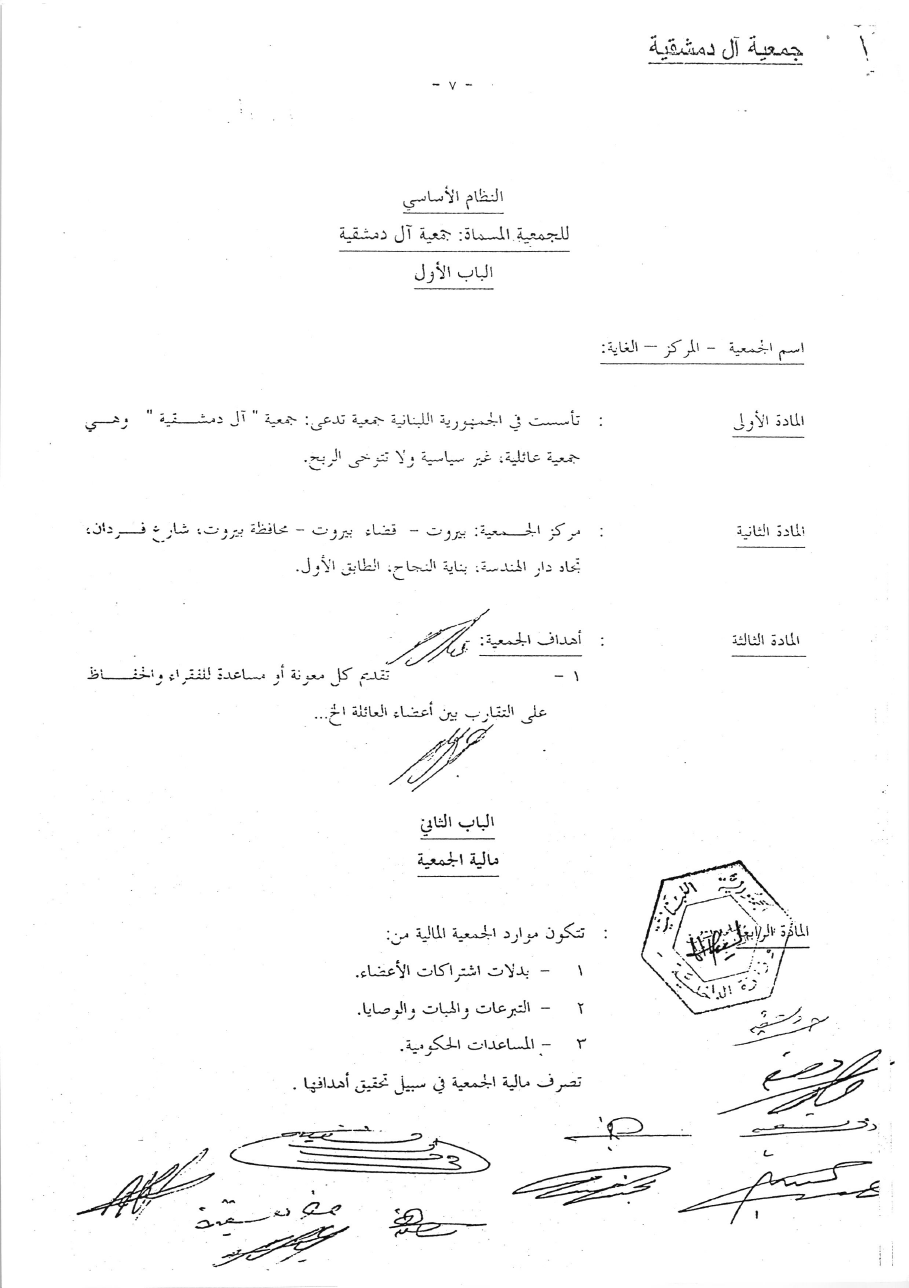 جمعية آل دمشقية
- ٧ -
النظام الأساسي
للجمعية المسماة: جمعية آل دمشقية
الباب الأول
اسم الجمعية - المركز – الغاية:
المادة الأولى : تأسست في الجمهورية اللبنانية جمعية تدعى: جمعية " آل دمشقية " وهي
جمعية عائلية، غير سياسية ولا تتوخى الربح.
المادة الثانية : مركز الجمعية: بيروت - قضاء بيروت - محافظة بيروت، شارع فردان،
تجاه دار الهندسة، بناية النجاح، الطابق الأول.
المادة الثالثة : أهداف الجمعية:
١ - تقديم كل معونة أو مساعدة للفقراء والحفاظ
على التقارب بين أعضاء العائلة الخ...
الباب الثاني
مالية الجمعية
المادة الرابعة : تتكون موارد الجمعية المالية من:
١ - بدلات اشتراكات الأعضاء.
٢ - التبرعات والهبات والوصايا.
٣ - المساعدات الحكومية.
تصرف مالية الجمعية في سبيل تحقيق أهدافها .
الجمهورية اللبنانية
وزارة الداخلية